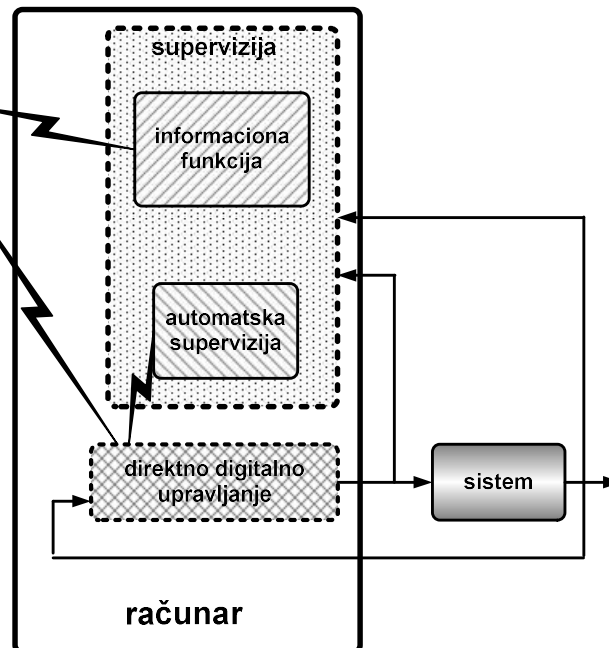 supervizija
informaciona
funkcija
automatska
supervizija
direktno digitalno
upravljanje
sistem
računar